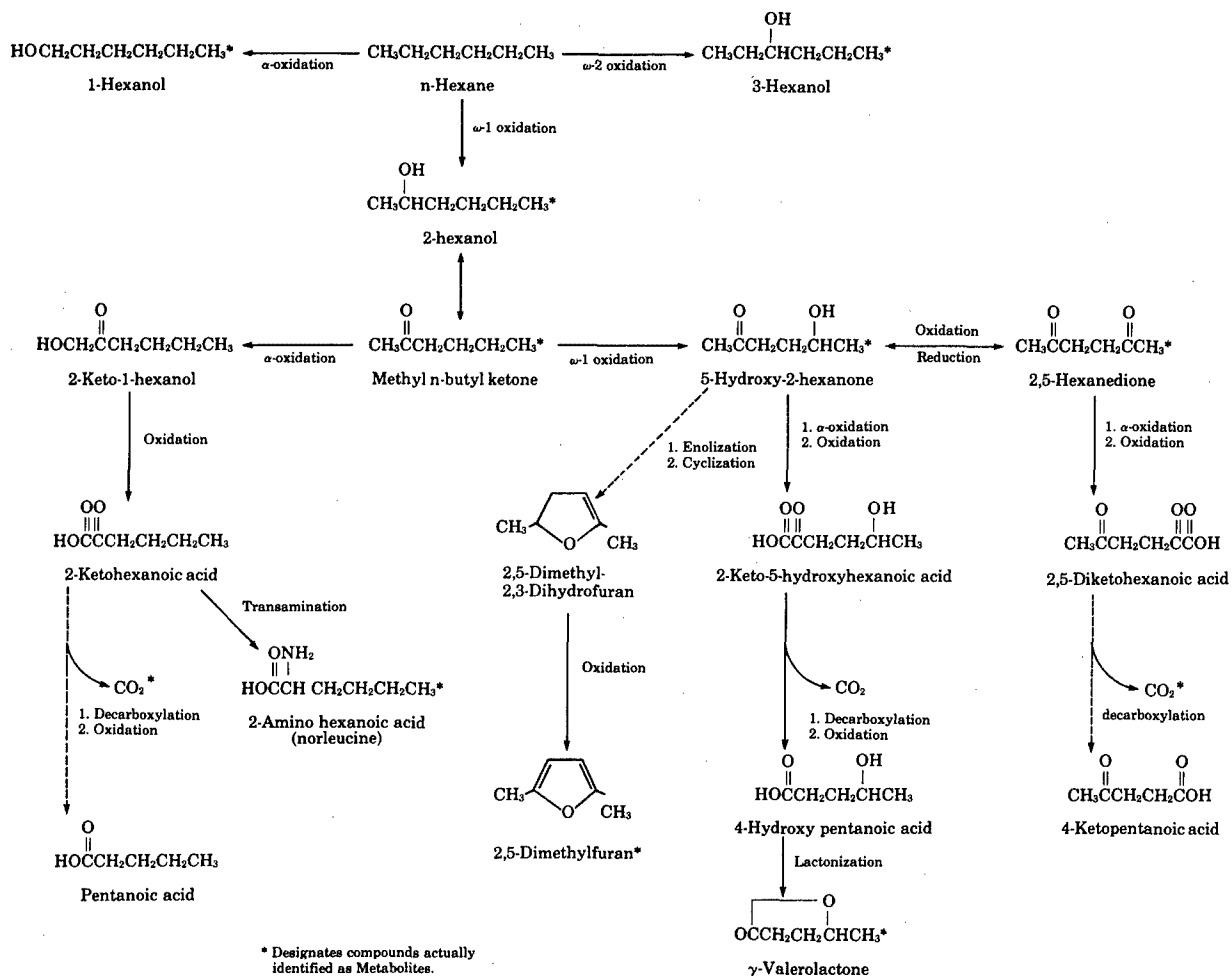 HOCH₂CH₂CH₂CH₂CH₂CH₃*
1-Hexanol
α-oxidation
CH₃CH₂CH₂CH₂CH₂CH₃
n-Hexane
ω-2 oxidation
OH
CH₃CH₂CHCH₂CH₂CH₃*
3-Hexanol
ω-1 oxidation
OH
CH₃CHCH₂CH₂CH₂CH₃*
2-hexanol
O
HOCH₂CCH₂CH₂CH₂CH₃
2-Keto-1-hexanol
α-oxidation
O
CH₃CCH₂CH₂CH₂CH₃*
Methyl n-butyl ketone
ω-1 oxidation
O OH
CH₃CCH₂CH₂CHCH₃*
5-Hydroxy-2-hexanone
Oxidation
Reduction
O O
CH₃CCH₂CH₂CCH₃*
2,5-Hexanedione
Oxidation
1. Enolization
2. Cyclization
1. α-oxidation
2. Oxidation
1. α-oxidation
2. Oxidation
OO
HOCCCH₂CH₂CH₂CH₃
2-Ketohexanoic acid
CH₃
O
CH₃
2,5-Dimethyl-
2,3-Dihydrofuran
OO OH
HOCCCH₂CH₂CHCH₃
2-Keto-5-hydroxyhexanoic acid
O OO
CH₃CCH₂CH₂CCOH
2,5-Diketohexanoic acid
Transamination
CO₂*
1. Decarboxylation
2. Oxidation
ONH₂
HOCCH CH₂CH₂CH₂CH₃*
2-Amino hexanoic acid
(norleucine)
Oxidation
CO₂
1. Decarboxylation
2. Oxidation
CO₂*
decarboxylation
O
HOCCH₂CH₂CH₂CH₃
Pentanoic acid
CH₃
O
CH₃
2,5-Dimethylfuran*
O OH
HOCCH₂CH₂CHCH₃
4-Hydroxy pentanoic acid
O O
CH₃CCH₂CH₂COH
4-Ketopentanoic acid
Lactonization
O
OCCH₂CH₂CHCH₃*
γ-Valerolactone
* Designates compounds actually
identified as Metabolites.